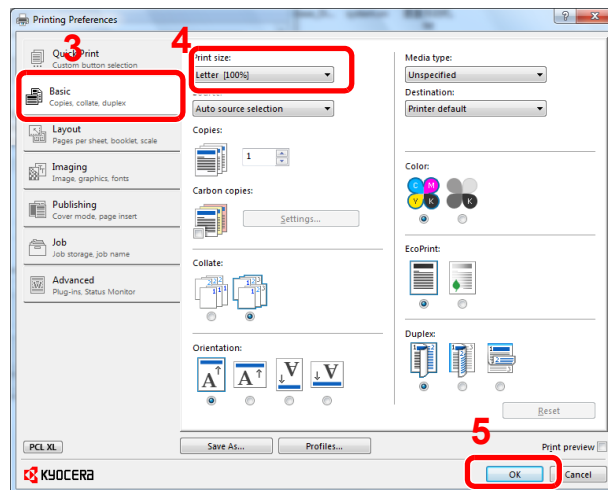 Printing Preferences
3
Quick Print
Custom button selection
Basic
Copies, collate, duplex
Layout
Pages per sheet, booklet, scale
Imaging
Image, graphics, fonts
Publishing
Cover mode, page insert
Job
Job storage, job name
Advanced
Plug-ins, Status Monitor
4
Print size:
Letter [100%]
Source:
Auto source selection
Copies:
1
Carbon copies:
Settings...
Collate:
Orientation:
A A A A
Media type:
Unspecified
Destination:
Printer default
Color:
C M
Y K K
EcoPrint:
Duplex:
Reset
5
PCL XL
Save As...
Profiles...
Print preview
KYOCERA
OK
Cancel